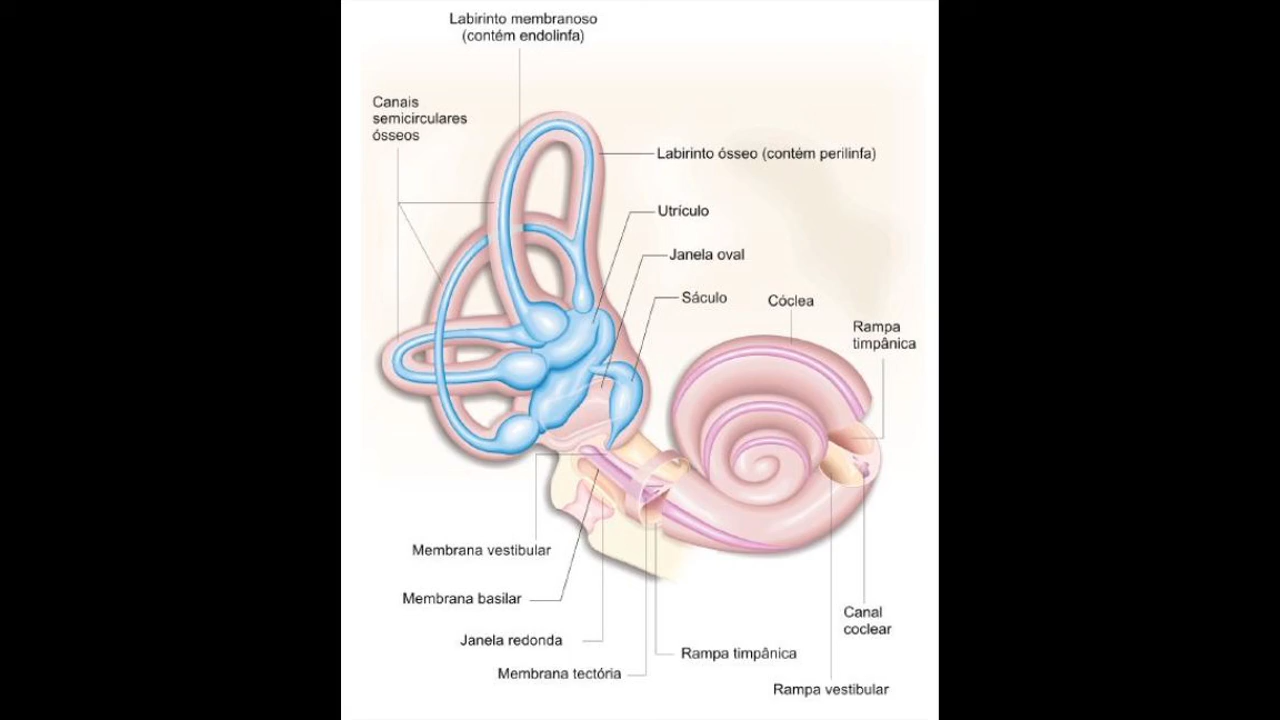 Labirinto membranoso
(contém endolinfa)
Canais
semicirculares
ósseos
Labirinto ósseo (contém perilinfa)
Utrículo
Janela oval
Sáculo
Cóclea
Rampa
timpânica
Membrana vestibular
Membrana basilar
Janela redonda
Membrana tectória
Rampa timpânica
Canal
coclear
Rampa vestibular